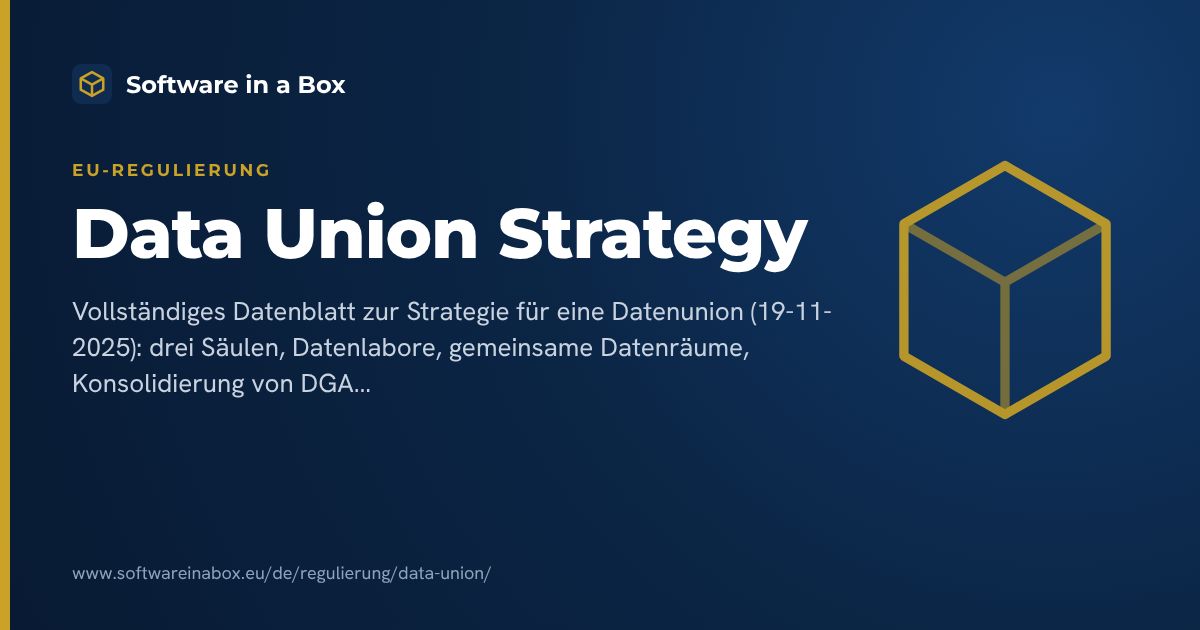 Software in a Box
EU-REGULIERUNG
Data Union Strategy
Vollständiges Datenblatt zur Strategie für eine Datenunion (19-11-
2025): drei Säulen, Datenlabore, gemeinsame Datenräume,
Konsolidierung von DGA...
www.softwareinabox.eu/de/regulierung/data-union/